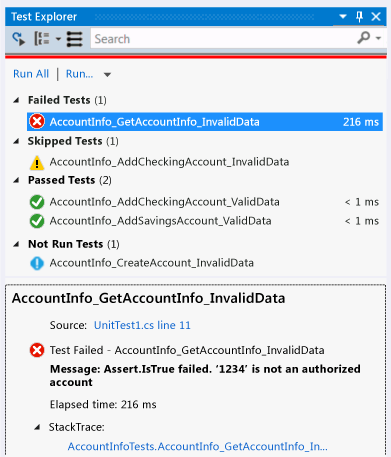 Test Explorer
Search
Run All | Run...
Failed Tests (1)
AccountInfo_GetAccountInfo_InvalidData 216 ms
Skipped Tests (1)
AccountInfo_AddCheckingAccount_InvalidData
Passed Tests (2)
AccountInfo_AddCheckingAccount_ValidData < 1 ms
AccountInfo_AddSavingsAccount_ValidData < 1 ms
Not Run Tests (1)
AccountInfo_CreateAccount_InvalidData
AccountInfo_GetAccountInfo_InvalidData
Source: UnitTest1.cs line 11
Test Failed - AccountInfo_GetAccountInfo_InvalidData
Message: Assert.IsTrue failed. ‘1234’ is not an authorized
account
Elapsed time: 216 ms
StackTrace:
AccountInfoTests.AccountInfo_GetAccountInfo_In...